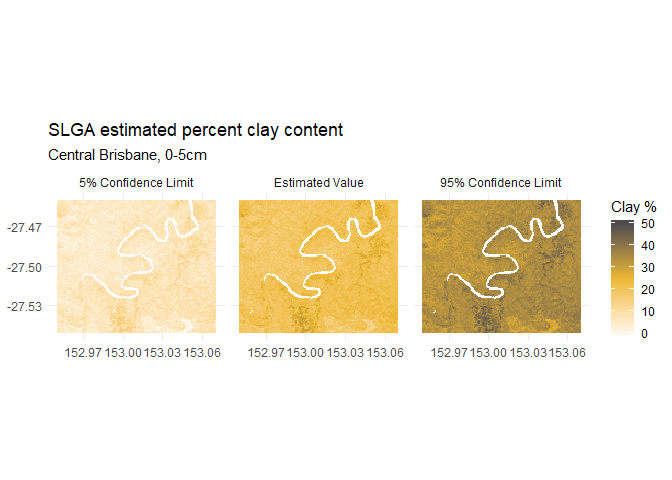 SLGA estimated percent clay content
Central Brisbane, 0-5cm
5% Confidence Limit
Estimated Value
95% Confidence Limit
-27.47
-27.50
-27.53
152.97 153.00 153.03 153.06
152.97 153.00 153.03 153.06
152.97 153.00 153.03 153.06
Clay %
50
40
30
20
10
0